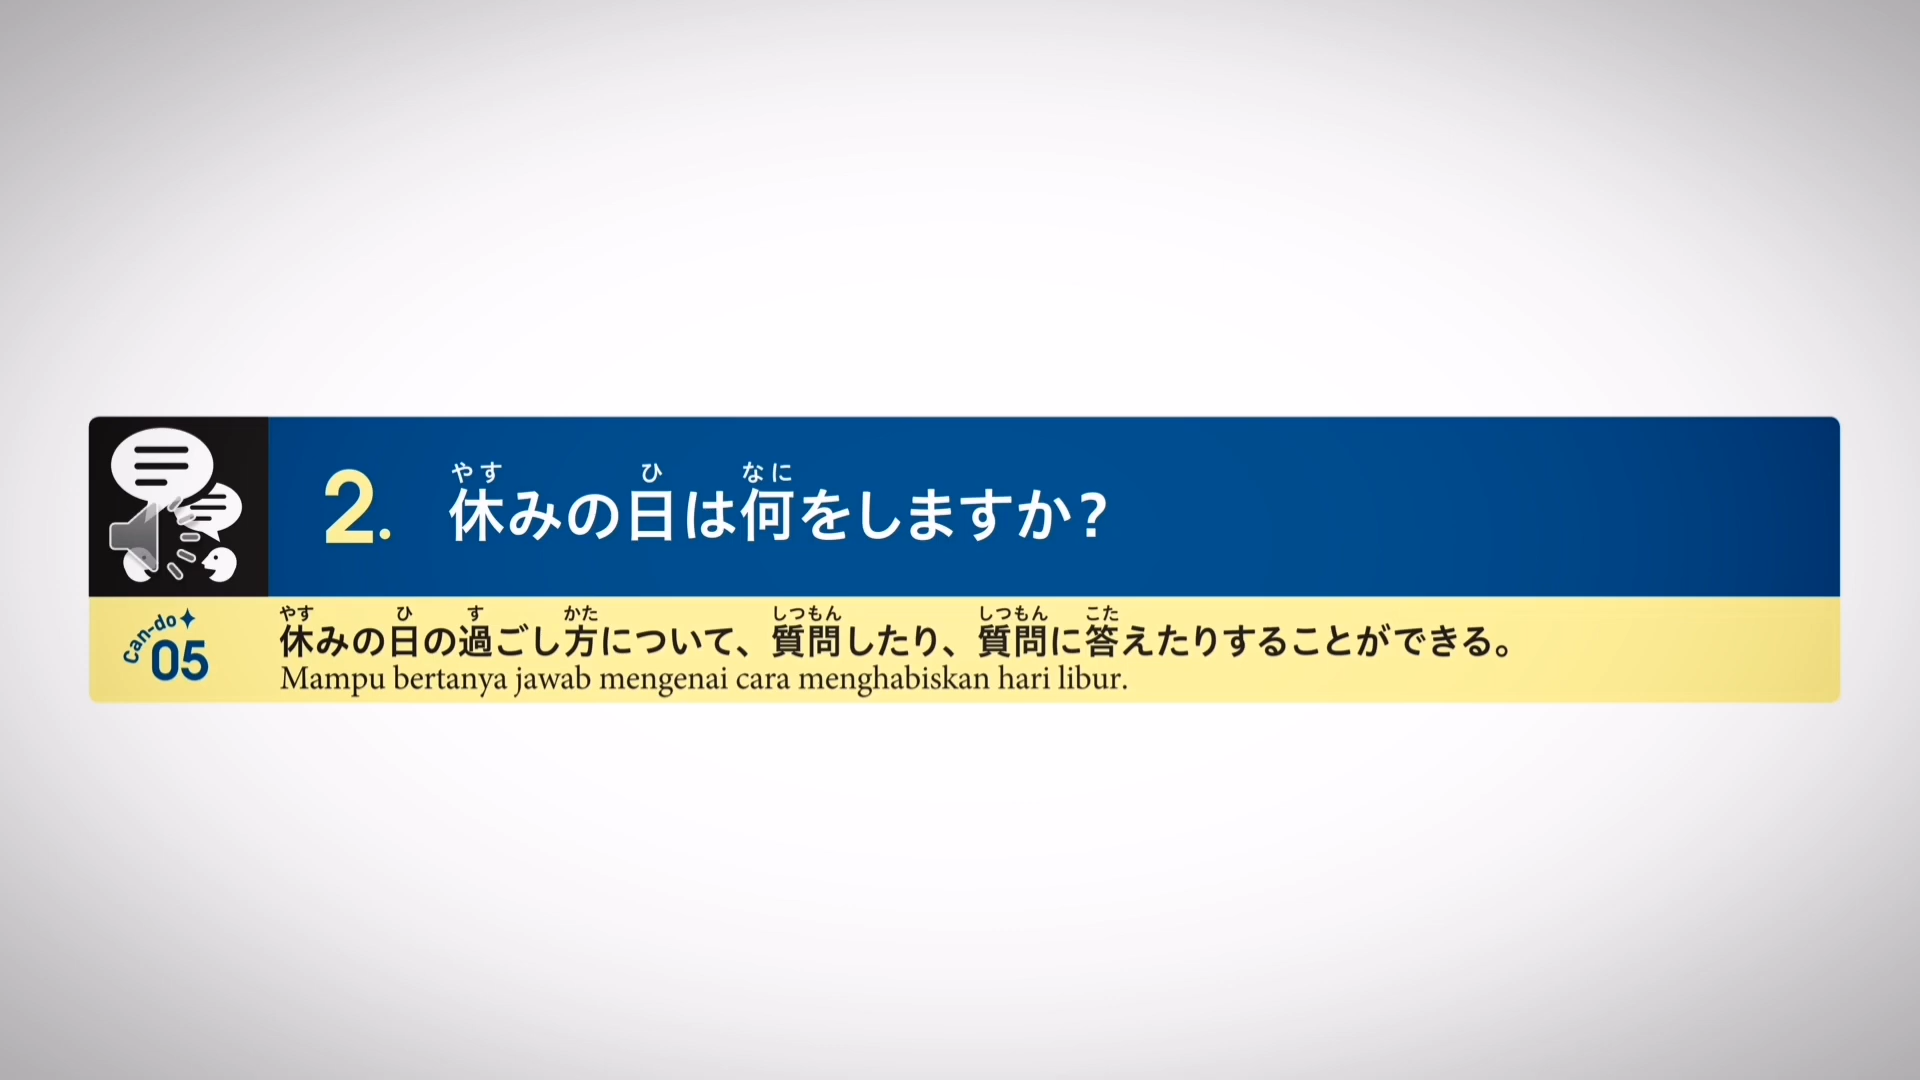 やす ひ なに
2. 休みの日は何をしますか？
Can-do
05
やす ひ す かた しつもん しつもん こた
休みの日の過ごし方について、質問したり、質問に答えたりすることができる。
Mampu bertanya jawab mengenai cara menghabiskan hari libur.